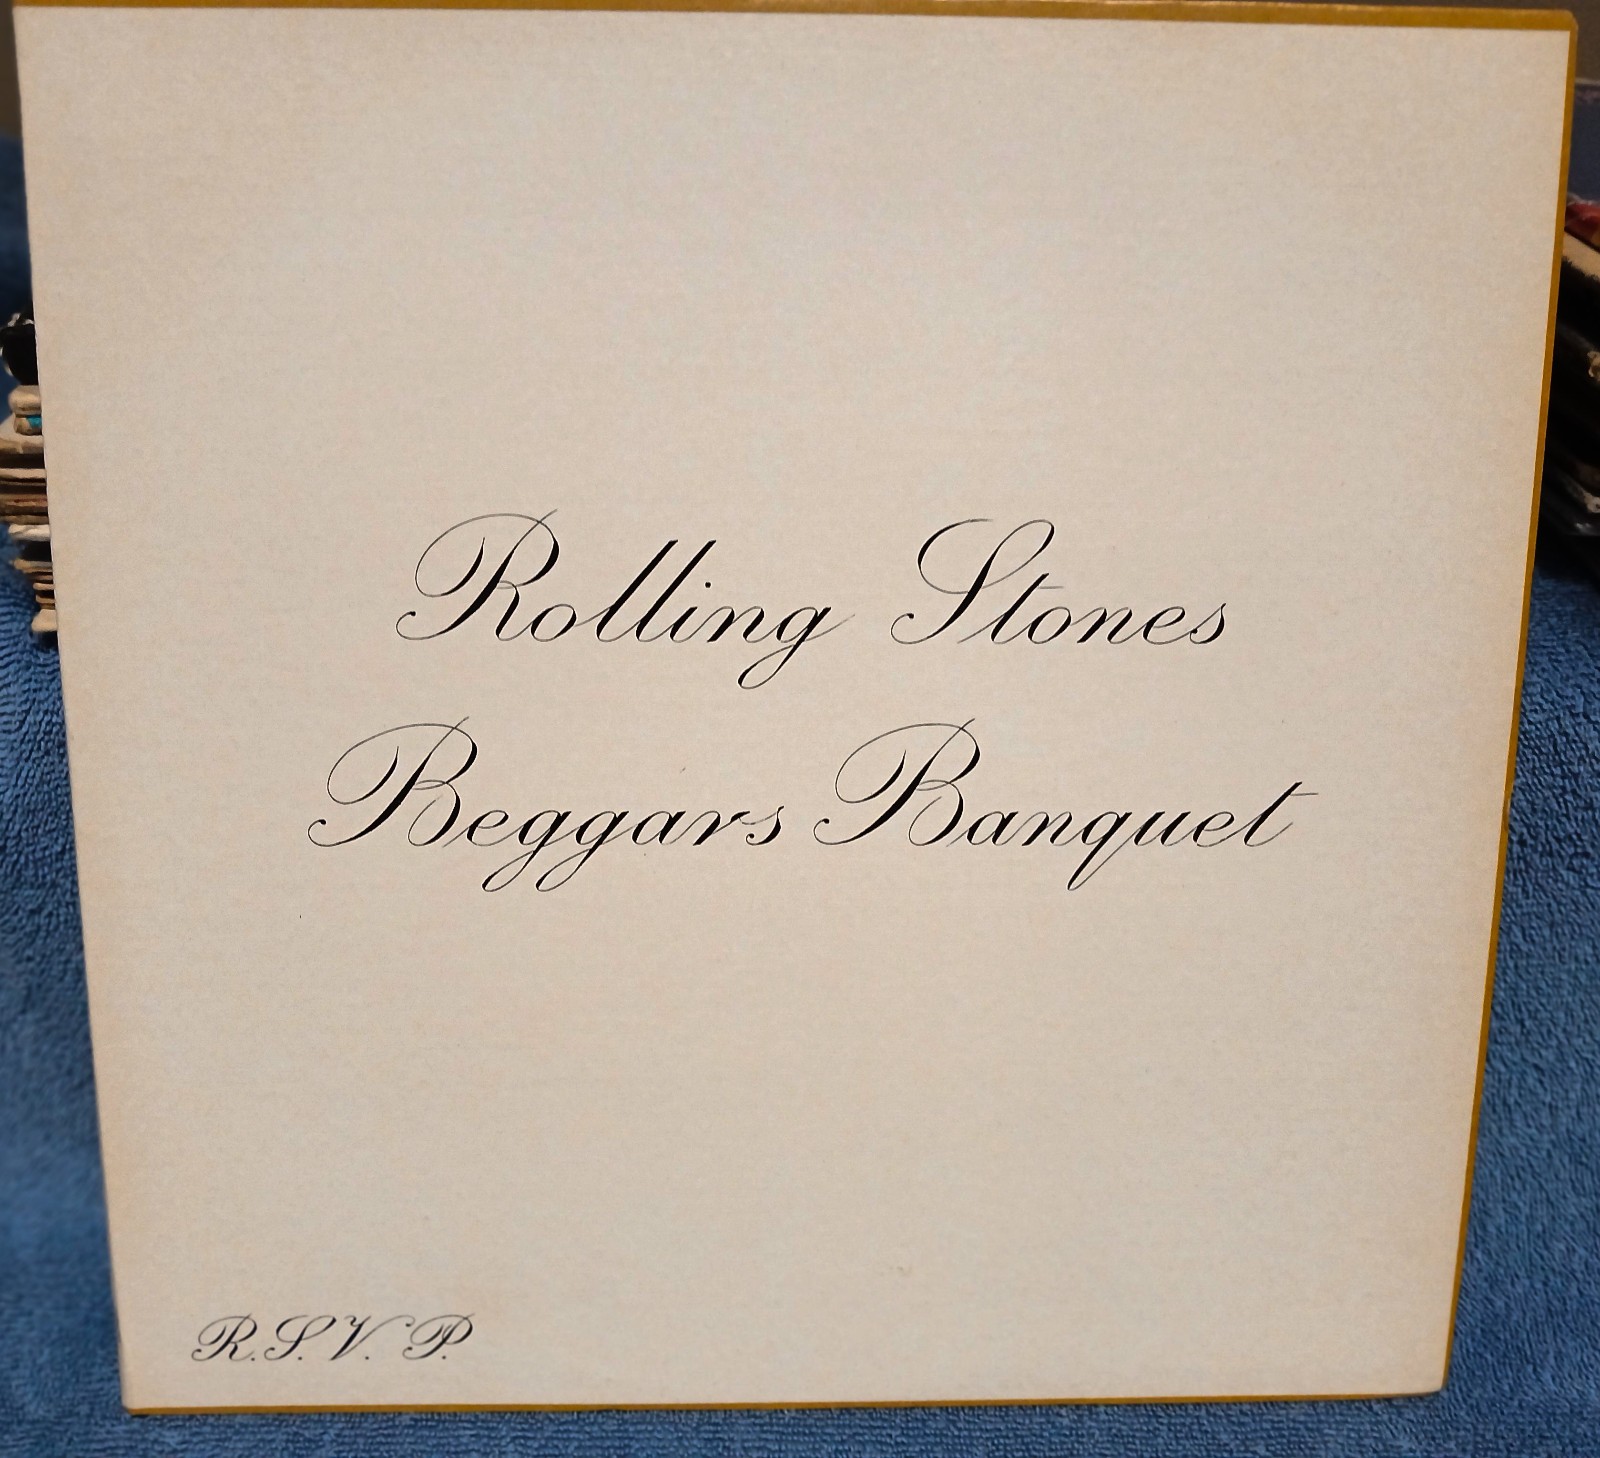 Rolling Stones
Beggars Banquet
R.S.V.P.